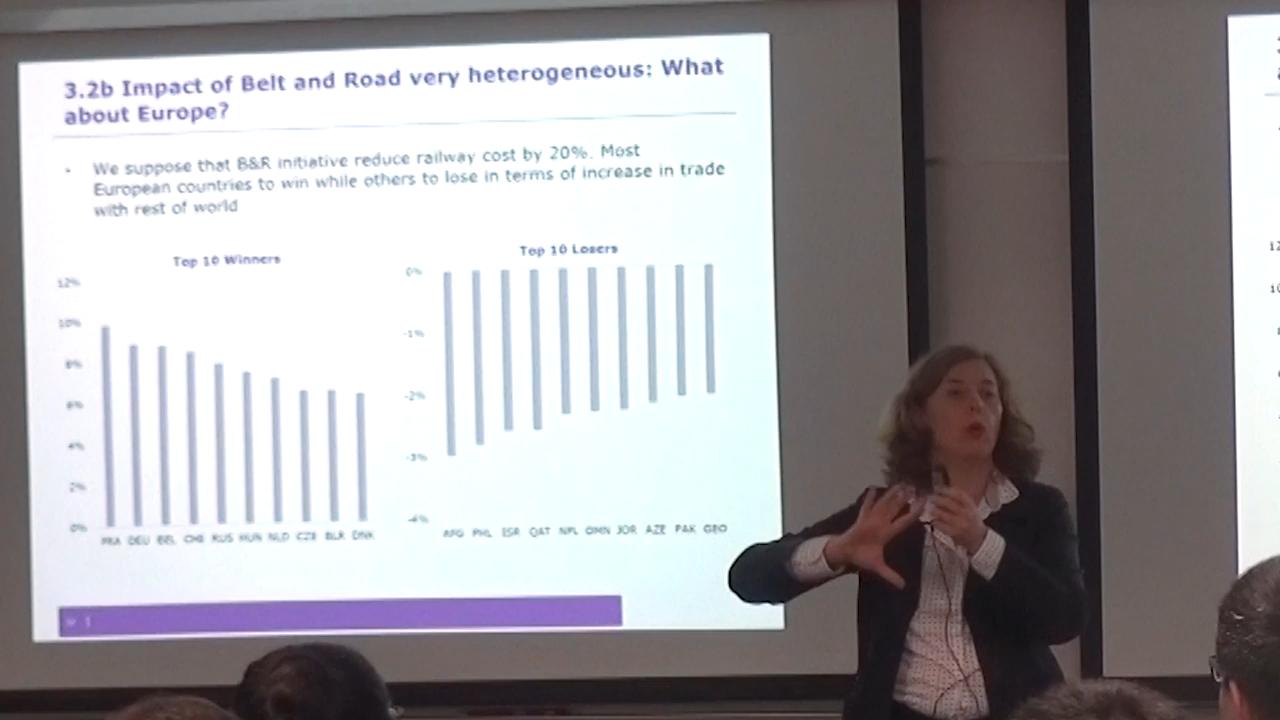 3.2b Impact of Belt and Road very heterogeneous: What
about Europe?
We suppose that B&R initiative reduce railway cost by 20%. Most
European countries to win while others to lose in terms of increase in trade
with rest of world
Top 10 Winners
12%
10%
8%
6%
4%
2%
0%
FRA DEU BEL CHE RUS HUN NLD CZE BLR DNK
Top 10 Losers
0%
-1%
-2%
-3%
-4%
AFG PHL ISR QAT NPL OMN JOR AZE PAK GEO
12
10